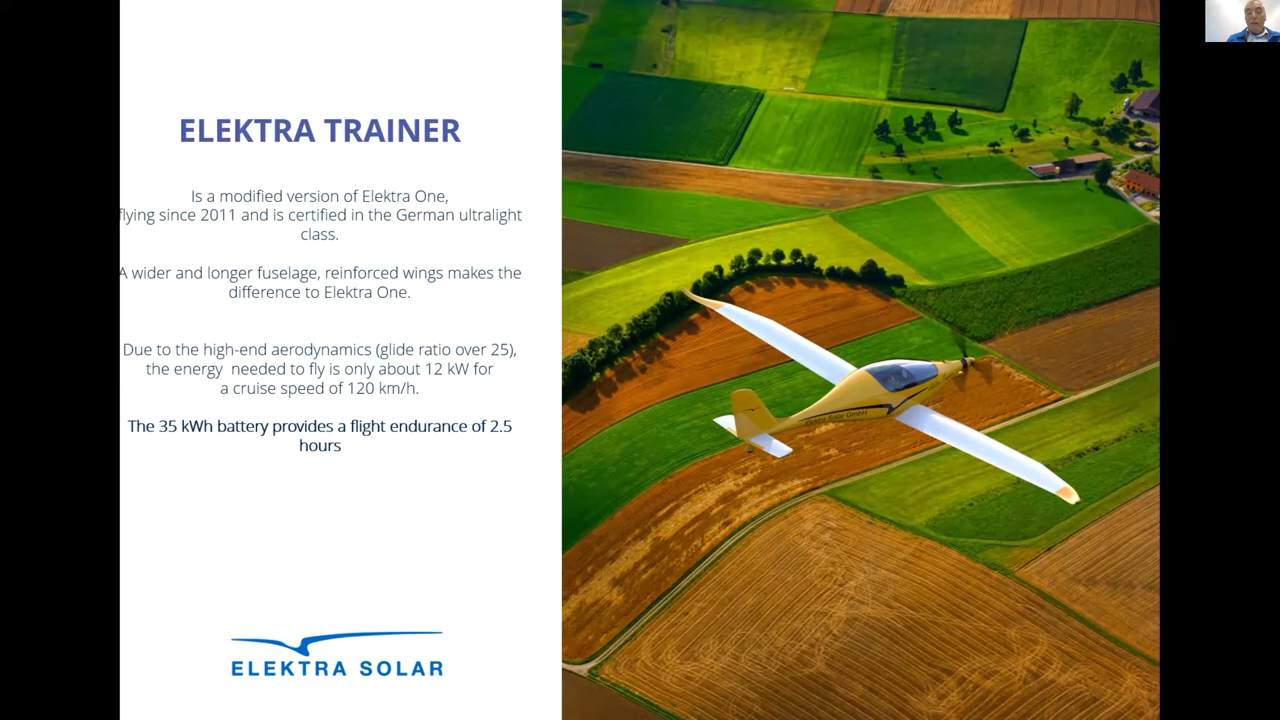 ELEKTRA TRAINER
Is a modified version of Elektra One,
flying since 2011 and is certified in the German ultralight
class.
A wider and longer fuselage, reinforced wings makes the
difference to Elektra One.
Due to the high-end aerodynamics (glide ratio over 25),
the energy needed to fly is only about 12 kW for
a cruise speed of 120 km/h.
The 35 kWh battery provides a flight endurance of 2.5
hours
Elektra Solar GmbH
ELEKTRA SOLAR